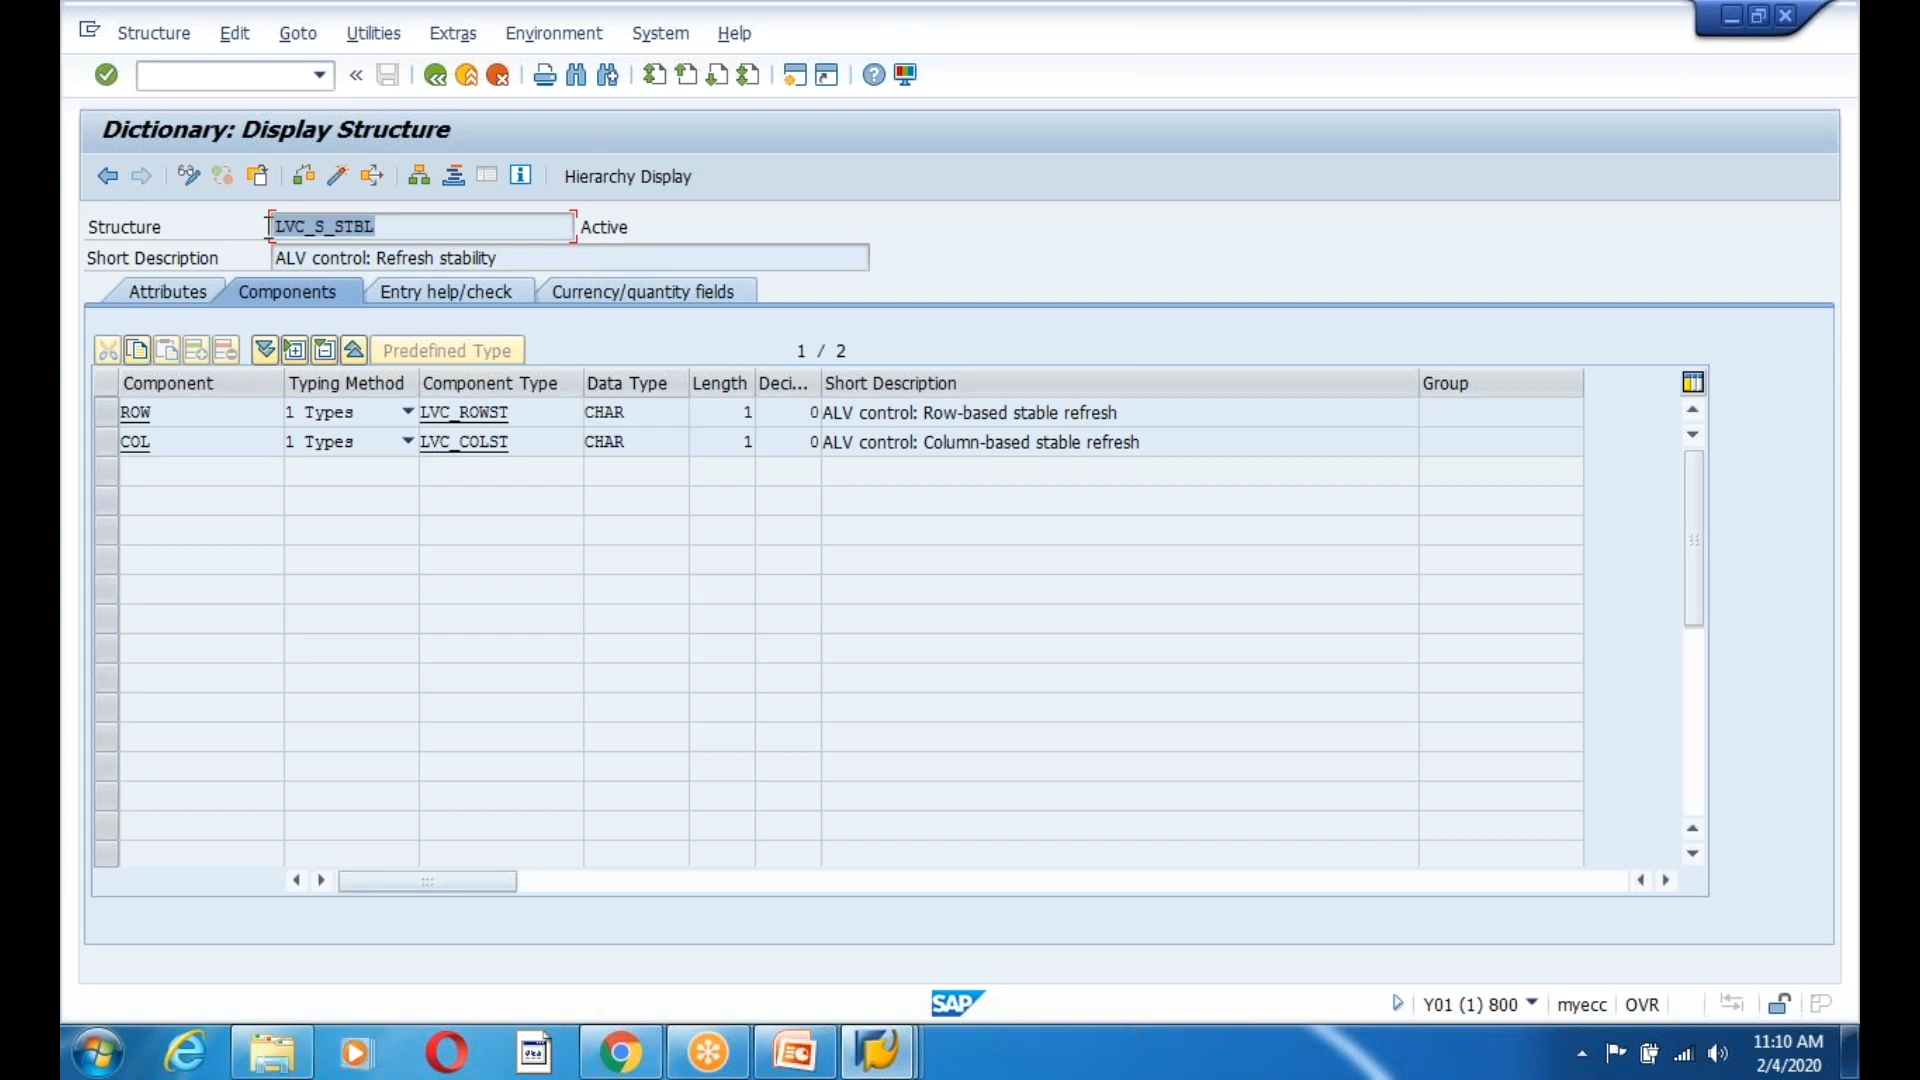 Structure Edit Goto Utilities Extras Environment System Help
Dictionary: Display Structure
Hierarchy Display
Structure LVC_S_STBL Active
Short Description ALV control: Refresh stability
Attributes Components Entry help/check Currency/quantity fields
Predefined Type 1 / 2
Component Typing Method Component Type Data Type Length Deci... Short Description Group
ROW 1 Types LVC_ROWST CHAR 1 0 ALV control: Row-based stable refresh
COL 1 Types LVC_COLST CHAR 1 0 ALV control: Column-based stable refresh
SAP Y01 (1) 800 myecc OVR
11:10 AM
2/4/2020